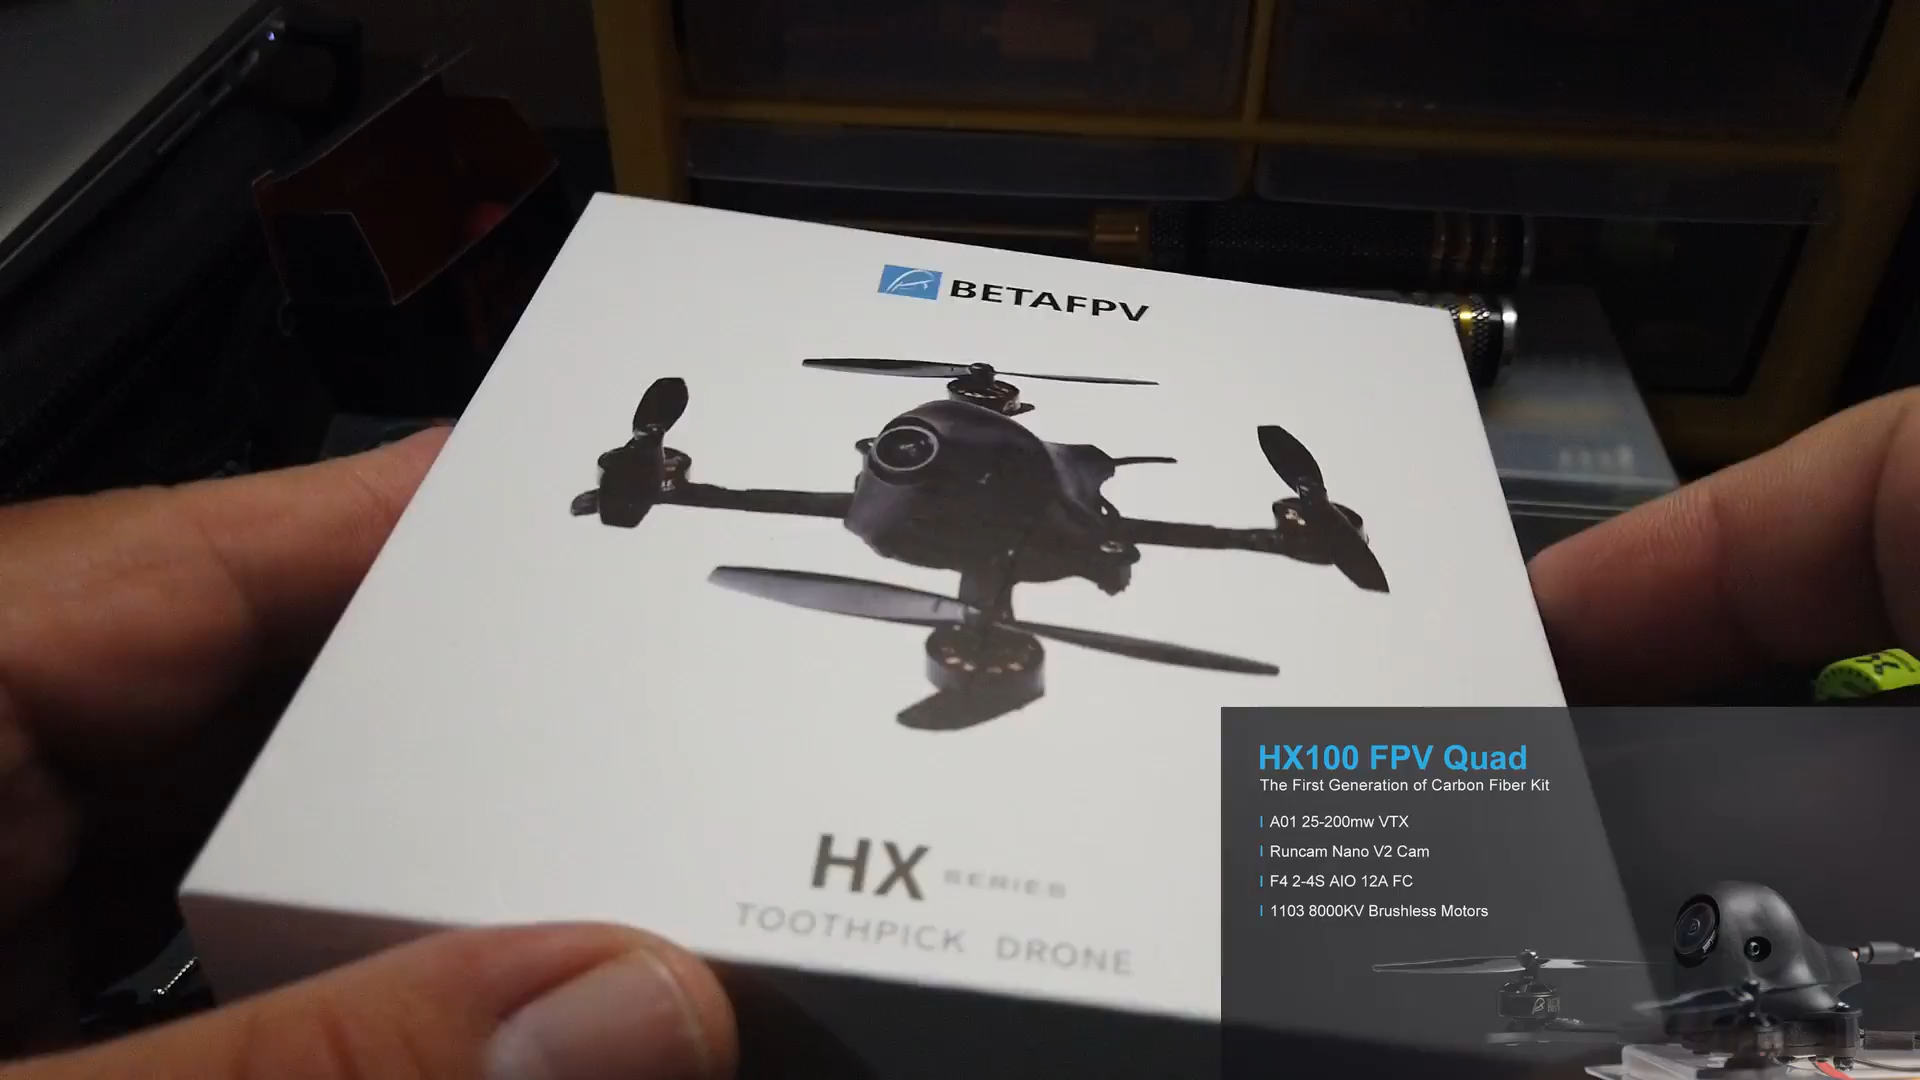 BETAFPV
HX SERIES
TOOTHPICK DRONE
HX100 FPV Quad
The First Generation of Carbon Fiber Kit
A01 25-200mw VTX
Runcam Nano V2 Cam
F4 2-4S AIO 12A FC
1103 8000KV Brushless Motors